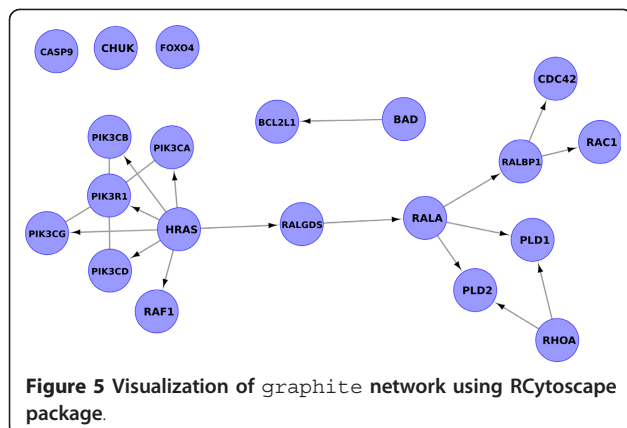 CASP9
CHUK
FOXO4
CDC42
BCL2L1
BAD
PIK3CB
PIK3CA
RAC1
RALBP1
PIK3R1
HRAS
RALGDS
RALA
PIK3CG
PLD1
PIK3CD
PLD2
RAF1
RHOA
Figure 5 Visualization of graphite network using RCytoscape
package.